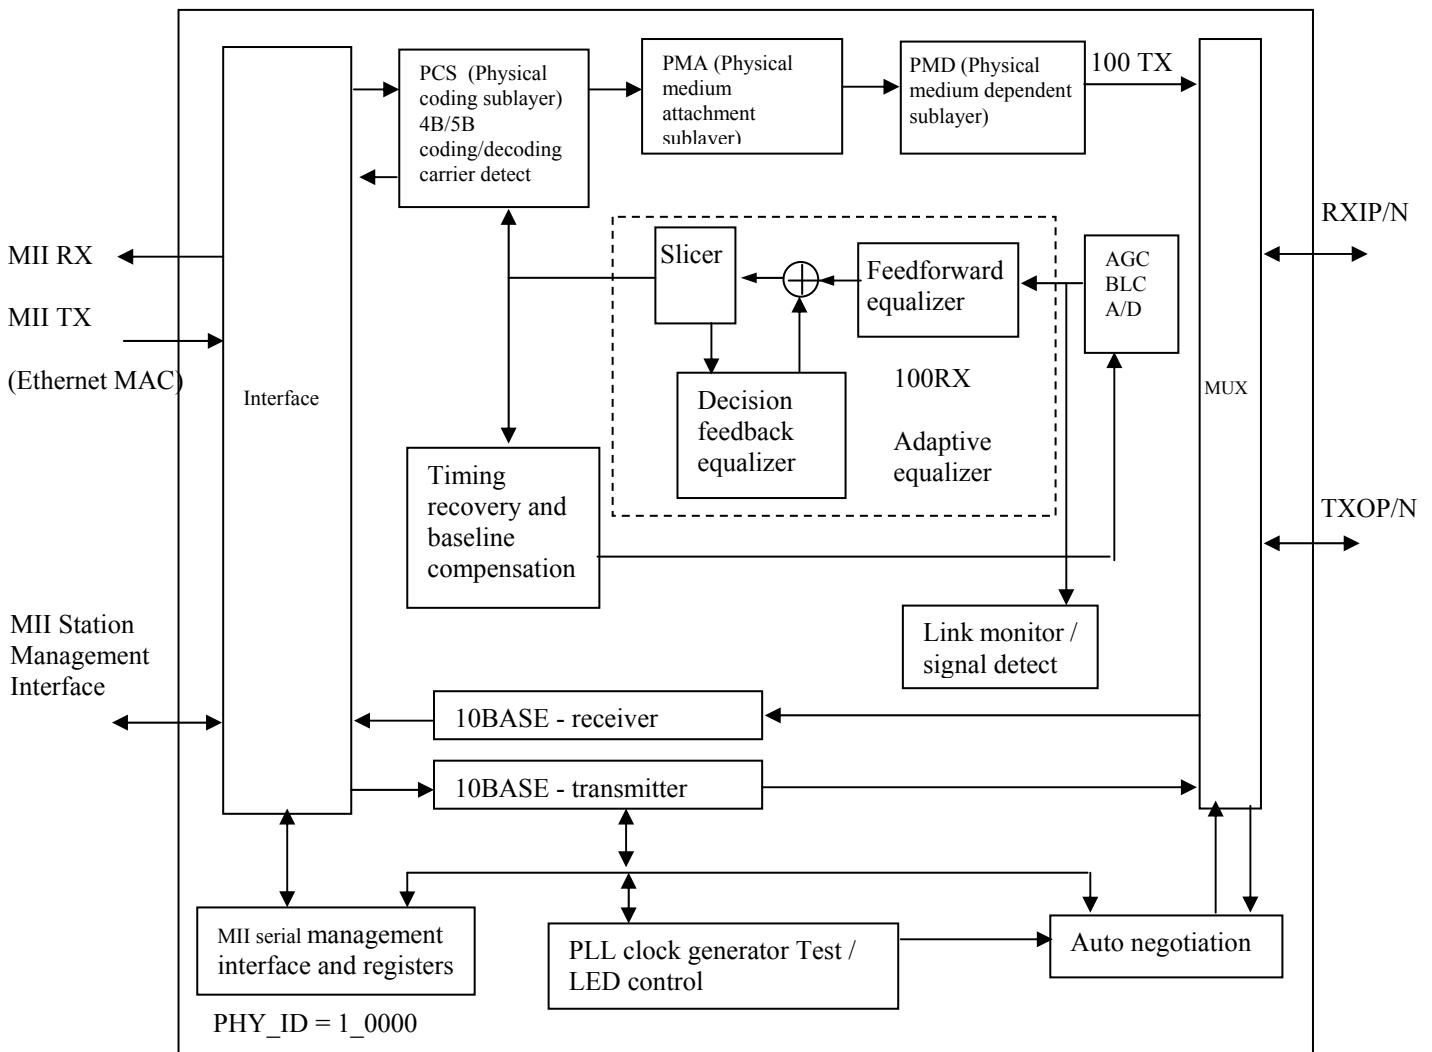 PCS (Physical
coding sublayer)
4B/5B
coding/decoding
carrier detect
PMA (Physical
medium
attachment
sublayer)
PMD (Physical
medium dependent
sublayer)
100 TX
RXIP/N
MII RX
MII TX
(Ethernet MAC)
Interface
Slicer
Feedforward
equalizer
AGC
BLC
A/D
MUX
Decision
feedback
equalizer
100RX
Adaptive
equalizer
Timing
recovery and
baseline
compensation
TXOP/N
MII Station
Management
Interface
Link monitor /
signal detect
10BASE - receiver
10BASE - transmitter
MII serial management
interface and registers
PLL clock generator Test /
LED control
Auto negotiation
PHY_ID = 1_0000